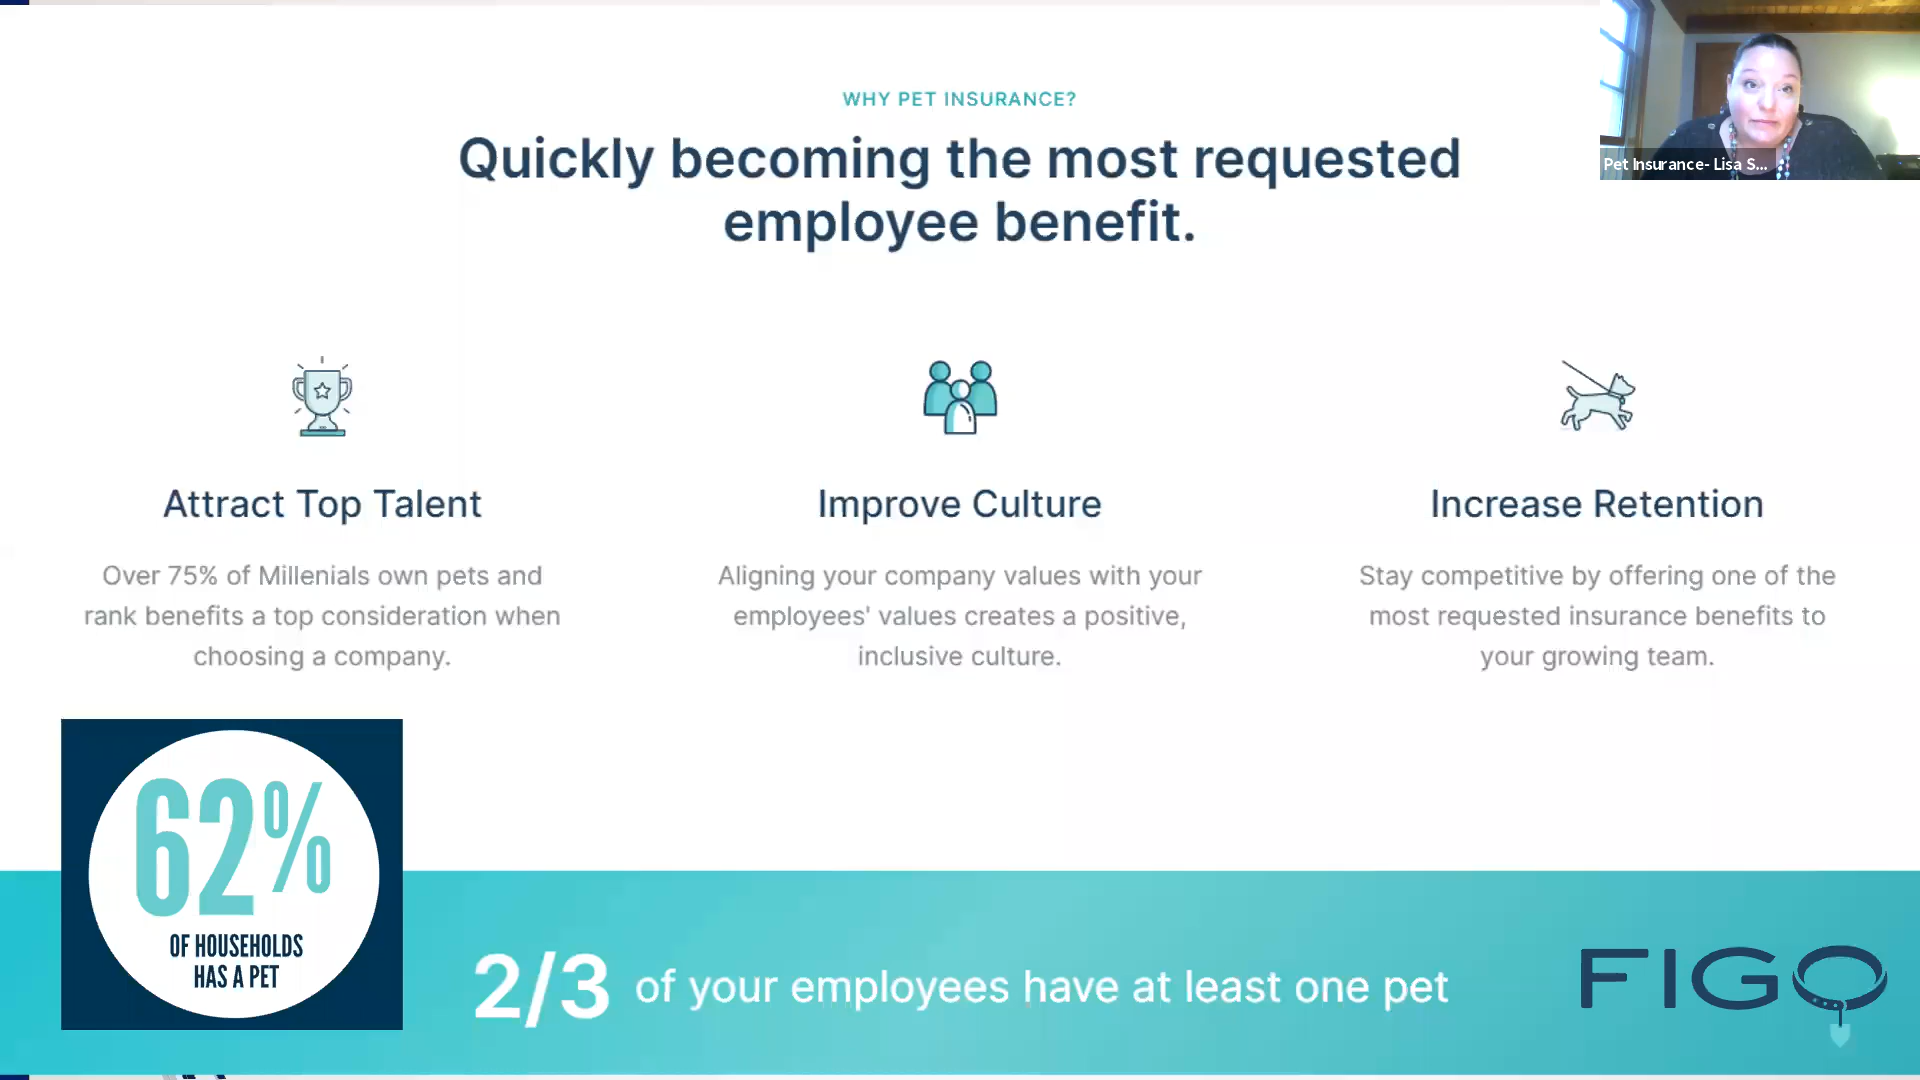 WHY PET INSURANCE?
Quickly becoming the most requested
employee benefit.
Pet Insurance- Lisa S...
Attract Top Talent
Over 75% of Millenials own pets and
rank benefits a top consideration when
choosing a company.
Improve Culture
Aligning your company values with your
employees' values creates a positive,
inclusive culture.
Increase Retention
Stay competitive by offering one of the
most requested insurance benefits to
your growing team.
62%
OF HOUSEHOLDS
HAS A PET
2/3 of your employees have at least one pet
FIGO